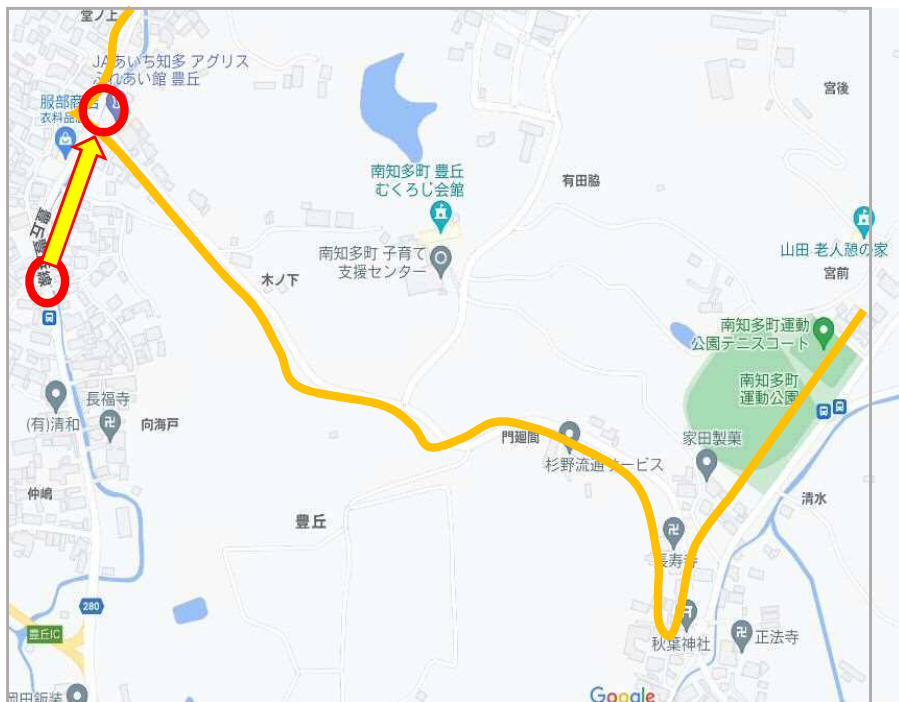 堂ノ上
JAあいち知多 アグリス
ふれあい館 豊丘
宮後
服部商店
衣料品店
南知多町 豊丘
むくろじ会館
有田脇
山田 老人憩の家
宮前
南知多町 子育て
支援センター
木ノ下
南知多町運動
公園テニスコート
南知多町
運動公園
長福寺
(有)清和
向海戸
門廻間
杉野流通サービス
家田製菓
仲嶋
豊丘
清水
長寿寺
280
豊丘IC
秋葉神社
正法寺
岡田鈑装
Google